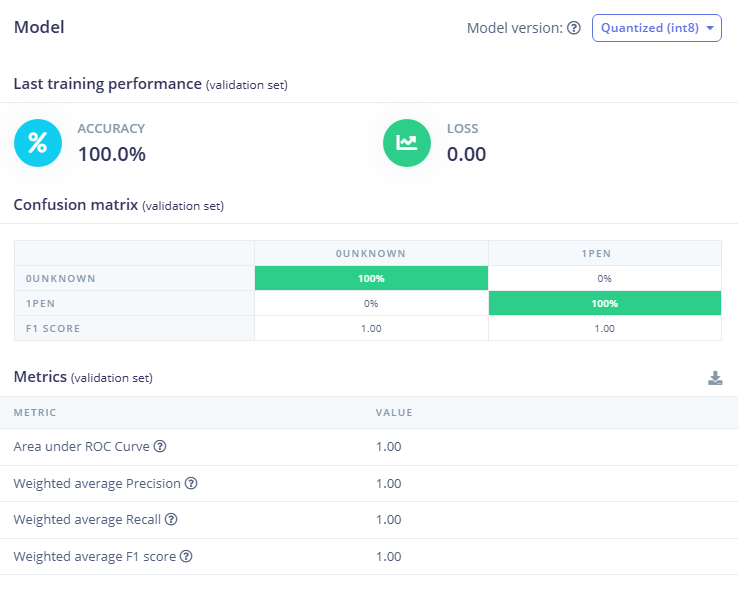 Model
Model version: Quantized (int8)
Last training performance (validation set)
%
ACCURACY
100.0%
LOSS
0.00
Confusion matrix (validation set)
0UNKNOWN 1PEN
0UNKNOWN 100% 0%
1PEN 0% 100%
F1 SCORE 1.00 1.00
Metrics (validation set)
METRIC VALUE
Area under ROC Curve 1.00
Weighted average Precision 1.00
Weighted average Recall 1.00
Weighted average F1 score 1.00